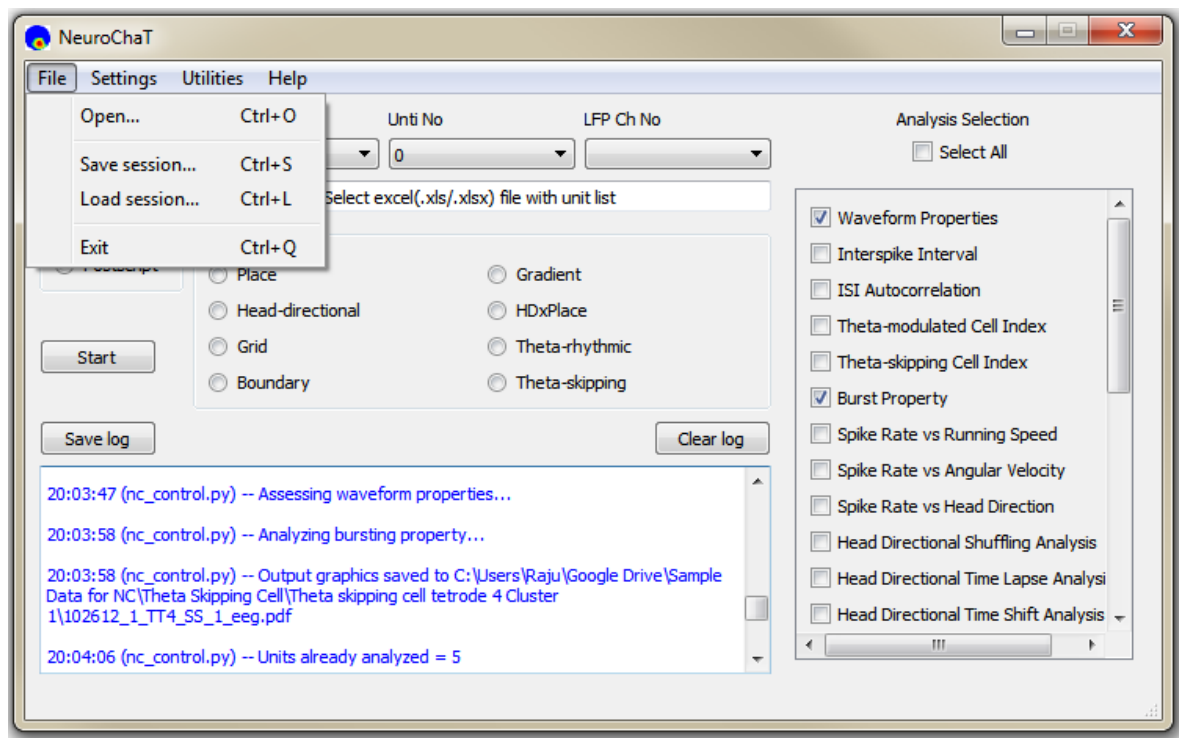 NeuroChaT
File Settings Utilities Help
Open... Ctrl+O
Save session... Ctrl+S
Load session... Ctrl+L
Exit Ctrl+Q
Unti No
LFP Ch No
0
Select excel(.xls/.xlsx) file with unit list
Place
Gradient
Head-directional
HDxPlace
Grid
Theta-rhythmic
Boundary
Theta-skipping
Start
Save log
Clear log
20:03:47 (nc_control.py) -- Assessing waveform properties...
20:03:58 (nc_control.py) -- Analyzing bursting property...
20:03:58 (nc_control.py) -- Output graphics saved to C:\Users\Raju\Google Drive\Sample
Data for NC\Theta Skipping Cell\Theta skipping cell tetrode 4 Cluster
1\102612_1_TT4_SS_1_eeg.pdf
20:04:06 (nc_control.py) -- Units already analyzed = 5
Analysis Selection
Select All
Waveform Properties
Interspike Interval
ISI Autocorrelation
Theta-modulated Cell Index
Theta-skipping Cell Index
Burst Property
Spike Rate vs Running Speed
Spike Rate vs Angular Velocity
Spike Rate vs Head Direction
Head Directional Shuffling Analysis
Head Directional Time Lapse Analysi
Head Directional Time Shift Analysis